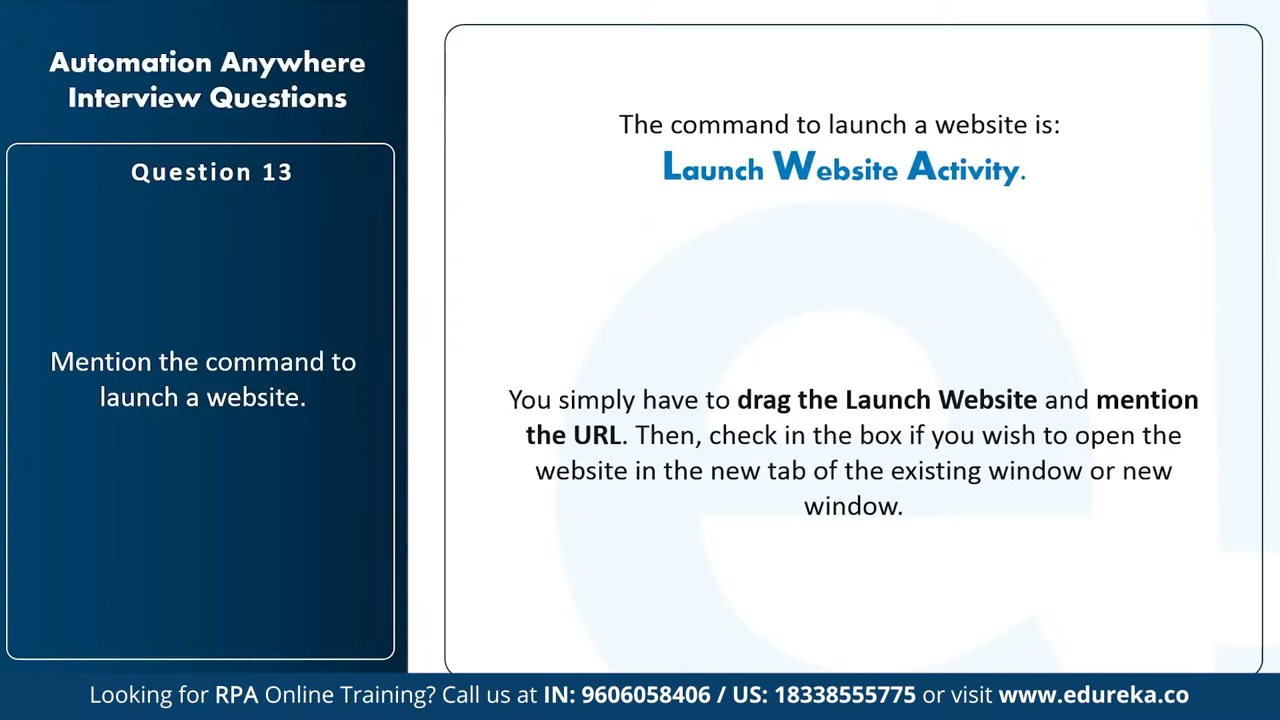 Automation Anywhere
Interview Questions
Question 13
Mention the command to
launch a website.
The command to launch a website is:
Launch Website Activity.
You simply have to drag the Launch Website and mention
the URL. Then, check in the box if you wish to open the
website in the new tab of the existing window or new
window.
Looking for RPA Online Training? Call us at IN: 9606058406 / US: 18338555775 or visit www.edureka.co